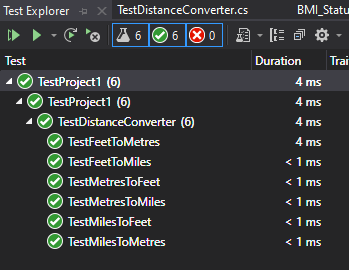 Test Explorer TestDistanceConverter.cs BMI_Statu
6 6 0
Test Duration Trai
TestProject1 (6) 4 ms
TestProject1 (6) 4 ms
TestDistanceConverter (6) 4 ms
TestFeetToMetres 4 ms
TestFeetToMiles < 1 ms
TestMetresToFeet < 1 ms
TestMetresToMiles < 1 ms
TestMilesToFeet < 1 ms
TestMilesToMetres < 1 ms